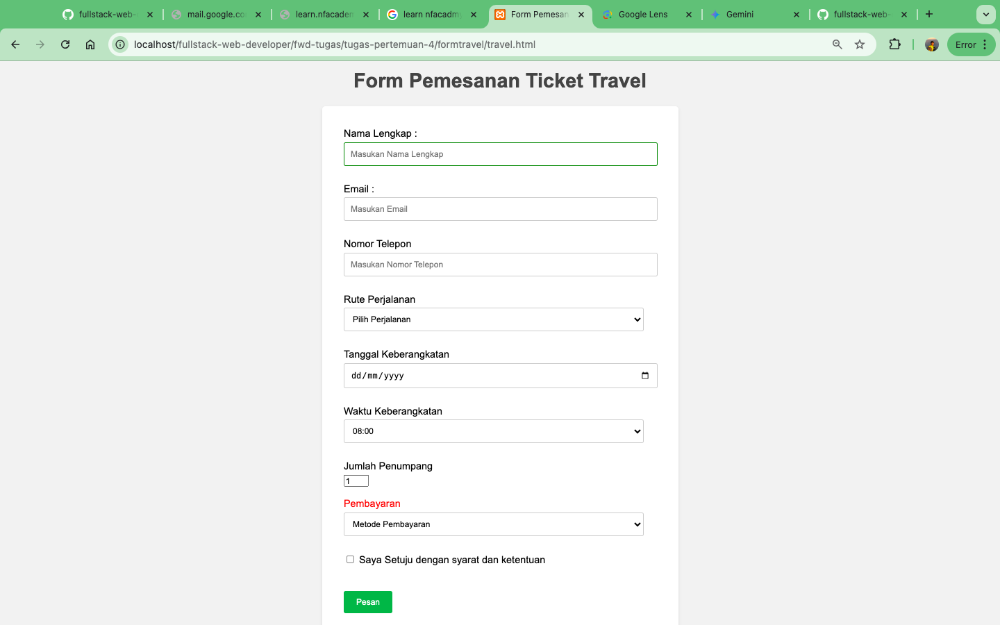 fullstack-web-
mail.google.co
learn.nfacadem
learn nfacadmy
Form Pemesan
Google Lens
Gemini
fullstack-web-
localhost/fullstack-web-developer/fwd-tugas/tugas-pertemuan-4/formtravel/travel.html
Error
Form Pemesanan Ticket Travel
Nama Lengkap :
Masukan Nama Lengkap
Email :
Masukan Email
Nomor Telepon
Masukan Nomor Telepon
Rute Perjalanan
Pilih Perjalanan
Tanggal Keberangkatan
dd/mm/yyyy
Waktu Keberangkatan
08:00
Jumlah Penumpang
1
Pembayaran
Metode Pembayaran
Saya Setuju dengan syarat dan ketentuan
Pesan